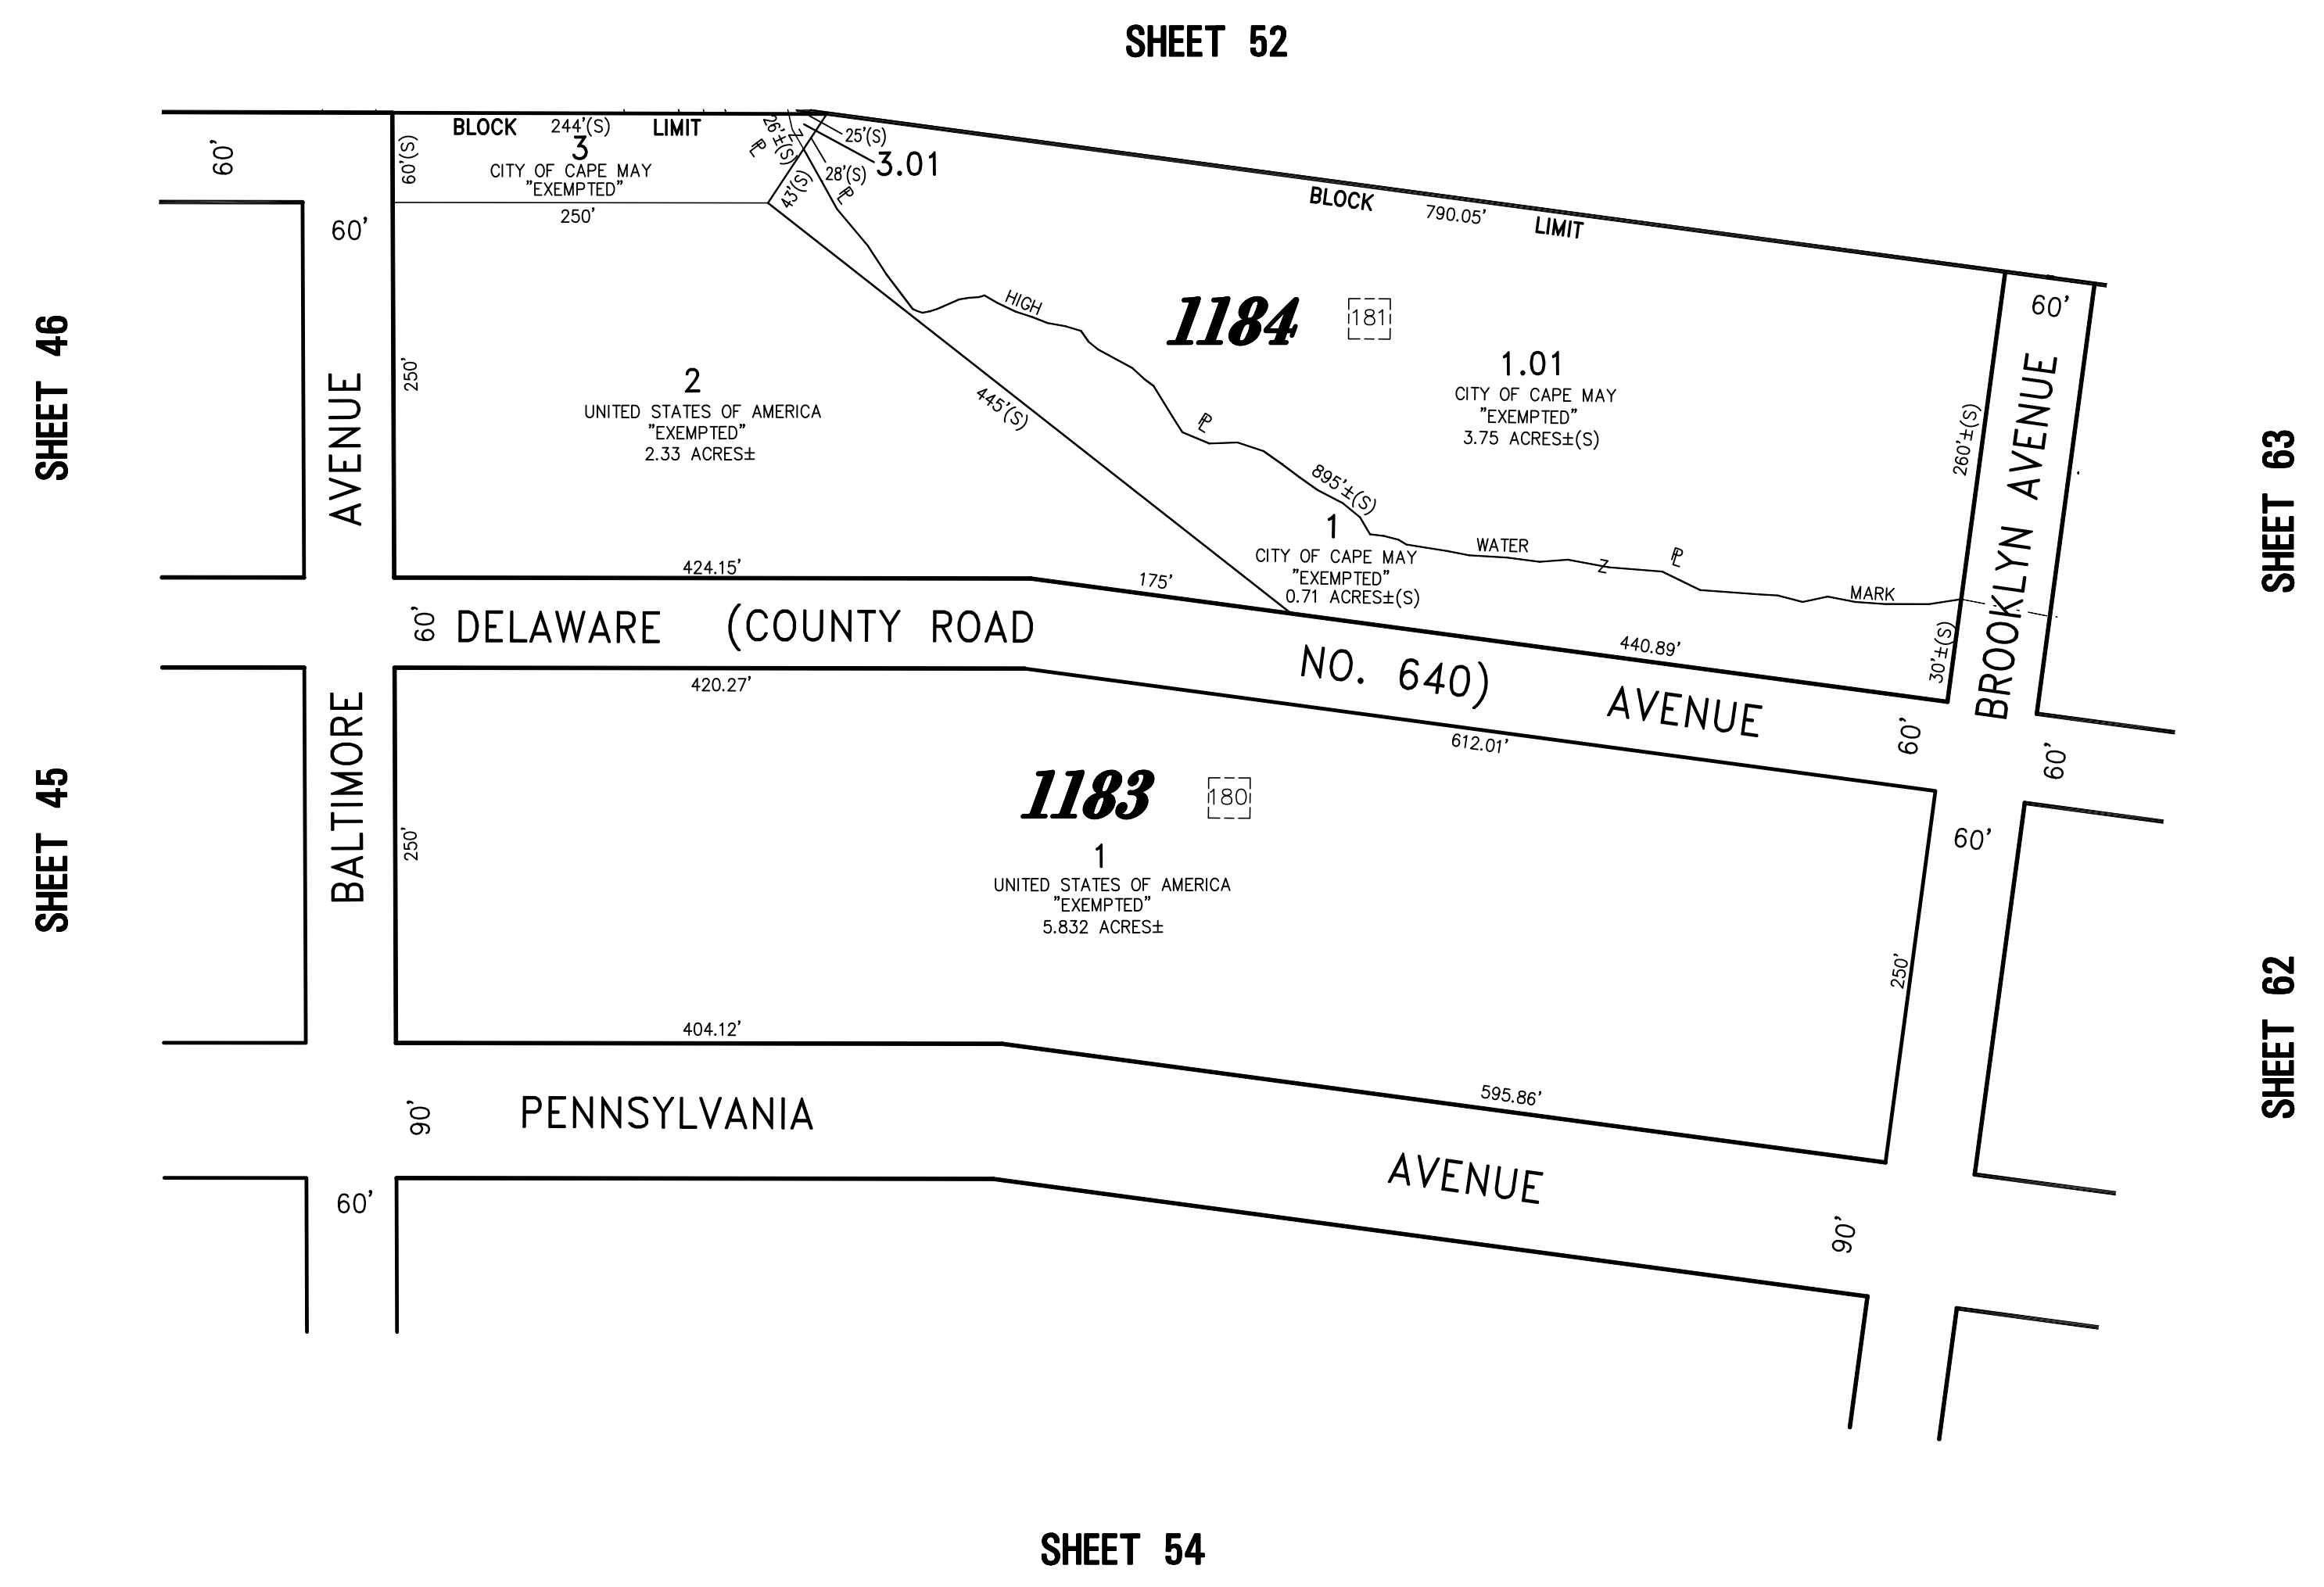 SHEET 52
BLOCK 244'(S) LIMIT
3
CITY OF CAPE MAY
"EXEMPTED"
60'(S)
250'
60'
60'
26'±(S)
25'(S)
3.01
28'(S)
43'(S)
℄
℄
Z
BLOCK 790.05' LIMIT
1184 181
1.01
CITY OF CAPE MAY
"EXEMPTED"
3.75 ACRES±(S)
HIGH
℄
895'±(S)
WATER
Z
℄
MARK
260'±(S)
30'±(S)
60'
BROOKLYN AVENUE
SHEET 46
AVENUE
250'
2
UNITED STATES OF AMERICA
"EXEMPTED"
2.33 ACRES±
445'(S)
1
CITY OF CAPE MAY
"EXEMPTED"
0.71 ACRES±(S)
424.15'
175'
440.89'
SHEET 63
60'
DELAWARE (COUNTY ROAD NO. 640) AVENUE
60'
60'
420.27'
612.01'
SHEET 45
BALTIMORE
250'
1183 180
1
UNITED STATES OF AMERICA
"EXEMPTED"
5.832 ACRES±
250'
60'
404.12'
595.86'
SHEET 62
90'
PENNSYLVANIA AVENUE
90'
60'
SHEET 54